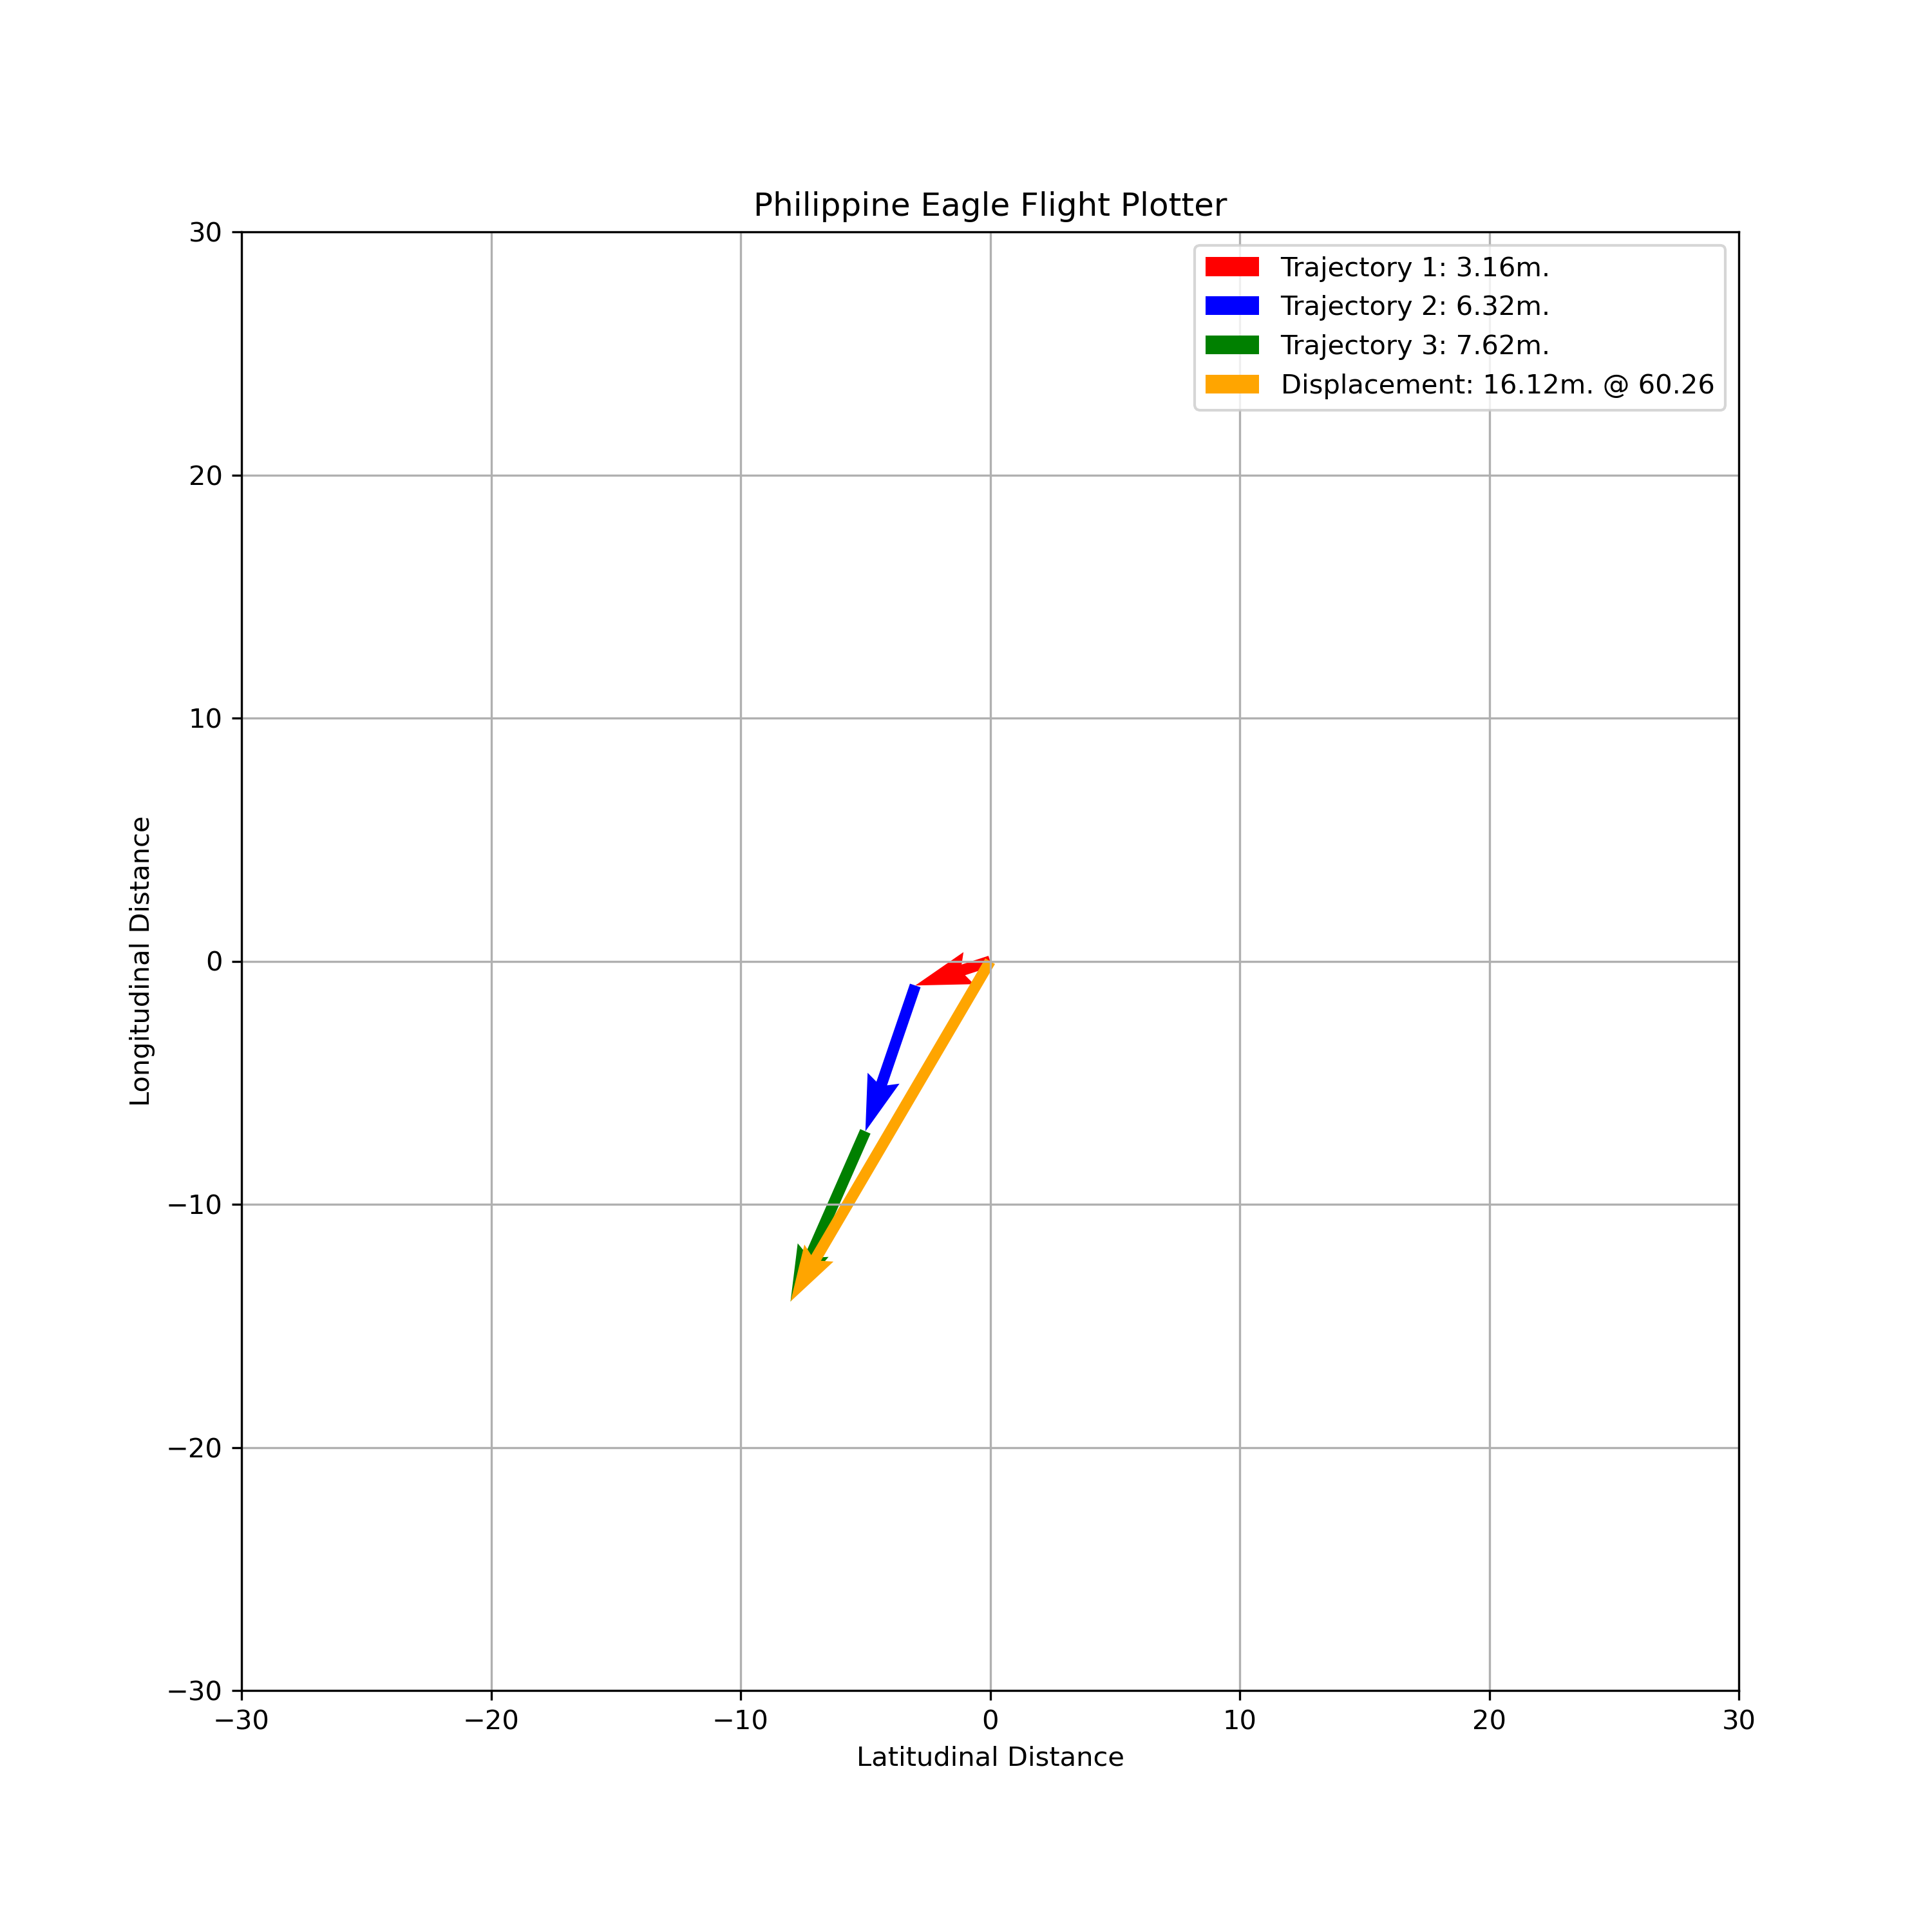 Philippine Eagle Flight Plotter
Trajectory 1: 3.16m.
Trajectory 2: 6.32m.
Trajectory 3: 7.62m.
Displacement: 16.12m. @ 60.26
Longitudinal Distance
30
20
10
0
−10
−20
−30
−30 −20 −10 0 10 20 30
Latitudinal Distance